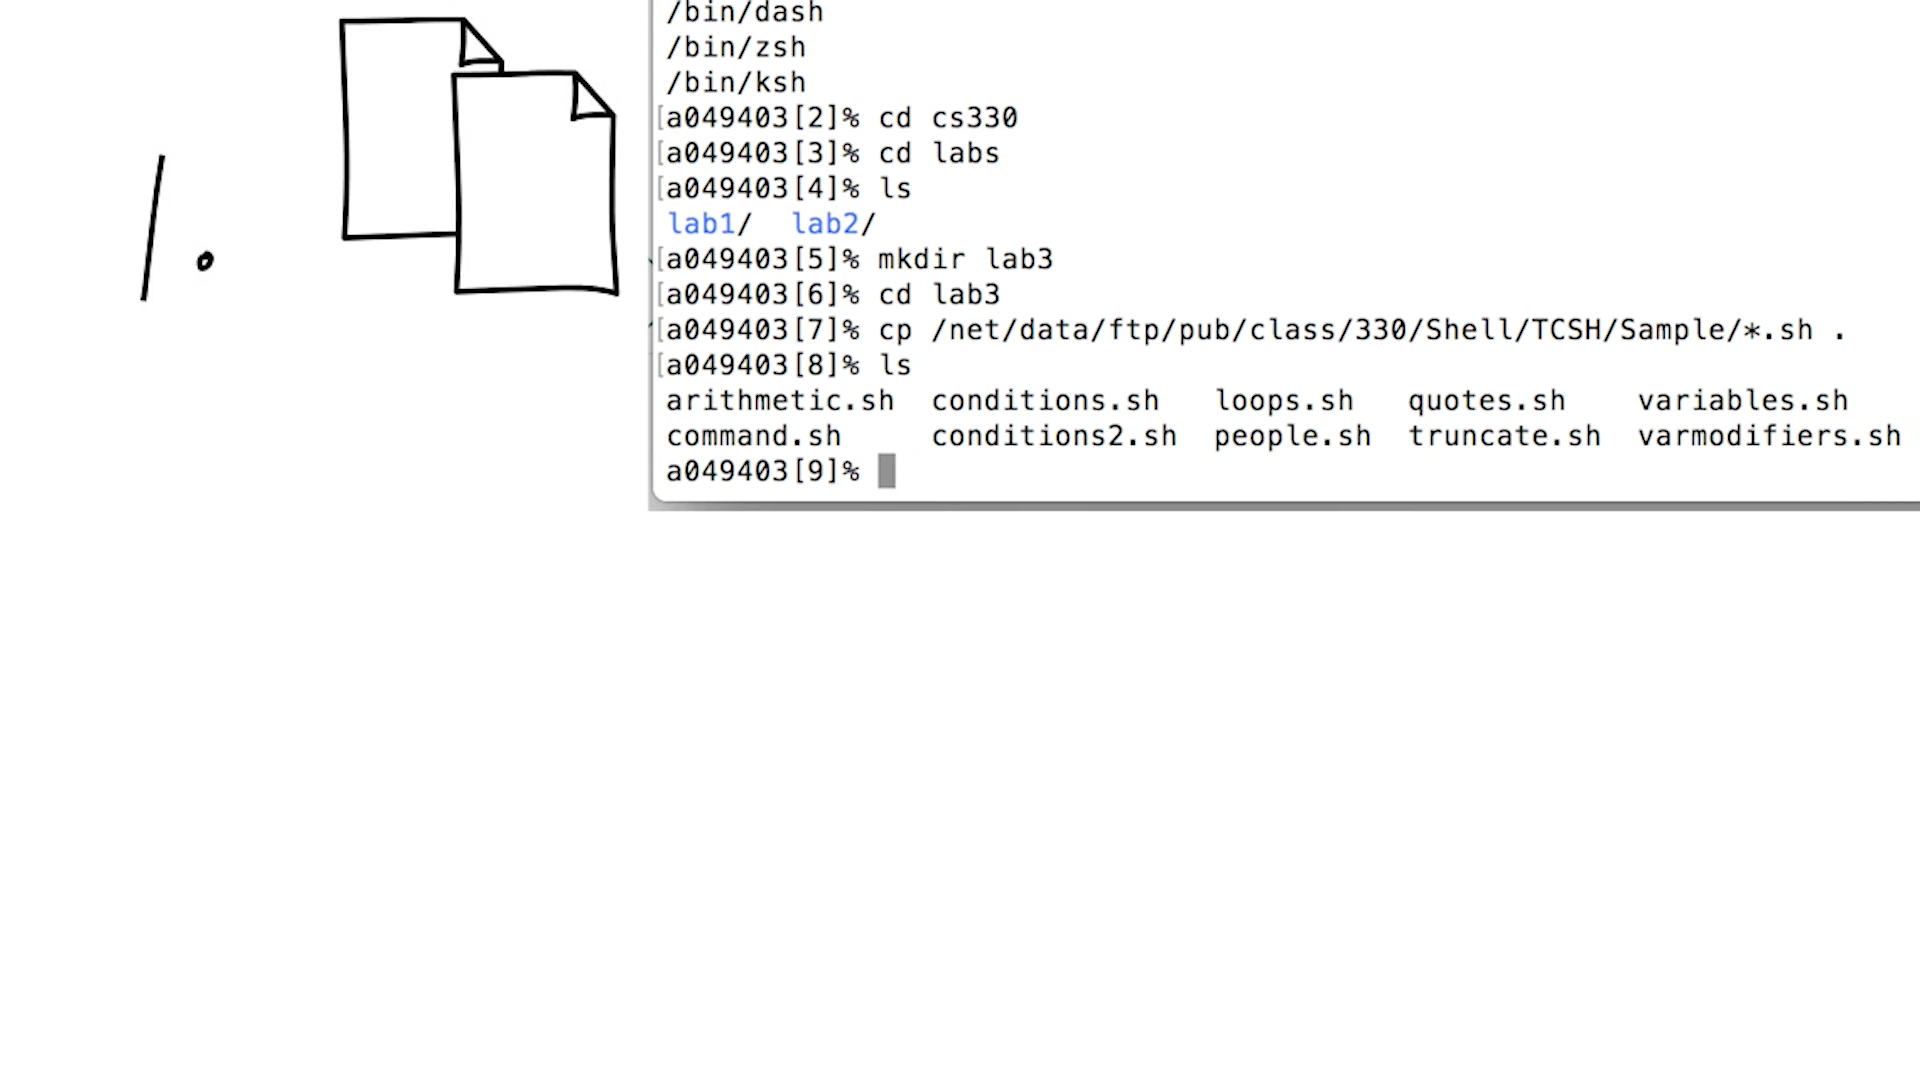 1.
/bin/dash
/bin/zsh
/bin/ksh
[a049403[2]% cd cs330
[a049403[3]% cd labs
[a049403[4]% ls
lab1/  lab2/
[a049403[5]% mkdir lab3
[a049403[6]% cd lab3
[a049403[7]% cp /net/data/ftp/pub/class/330/Shell/TCSH/Sample/*.sh .
[a049403[8]% ls
arithmetic.sh  conditions.sh   loops.sh   quotes.sh    variables.sh
command.sh     conditions2.sh  people.sh  truncate.sh  varmodifiers.sh
a049403[9]%